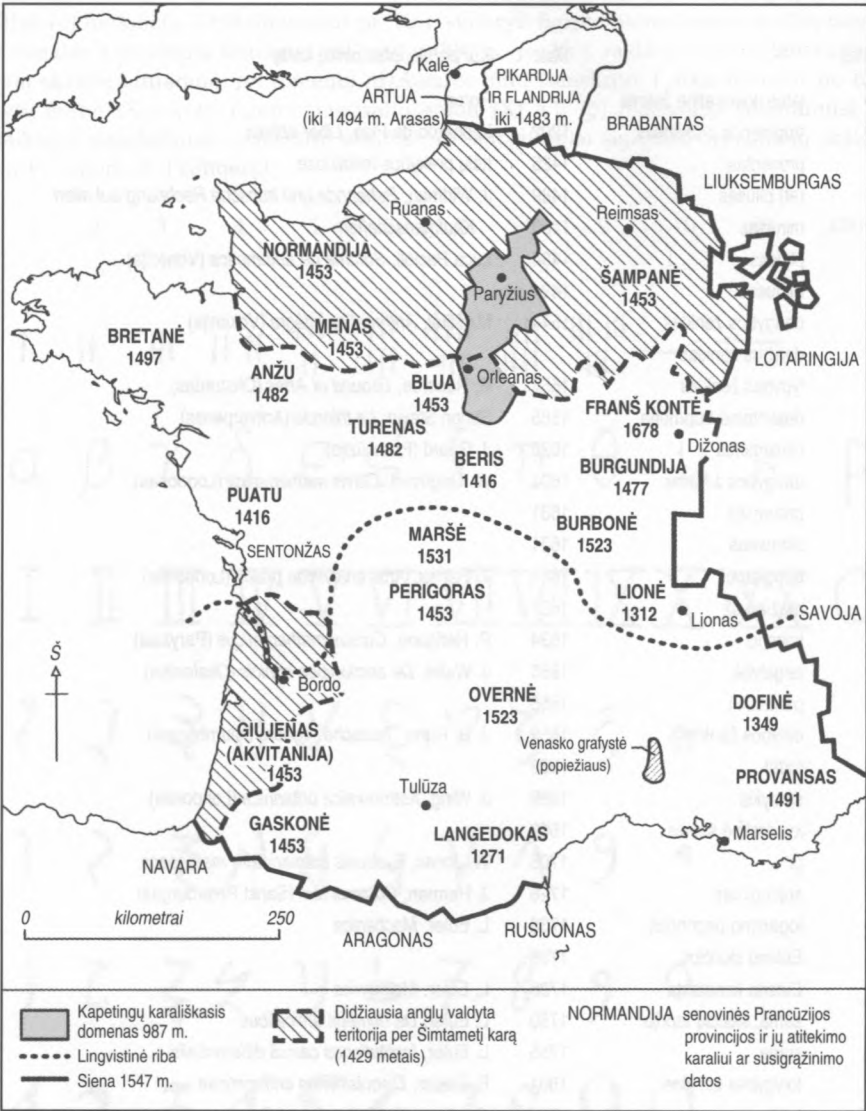 Kalė
PIKARDIJA
ARTUA
FLANDRIJA
(iki 1494 m. Arasas)
iki 1483 m.
BRABANTAS
LIUKSEMBURGAS
Ruanas
Reimsas
NORMANDIJA
1453
ŠAMPANĖ
1453
Paryžius
MENAS
1453
BRETANĖ
1497
LOTARINGIJA
ANŽU
1482
BLUA
1453
Orleanas
FRANŠ KONTĖ
1678
TURENAS
1482
Dižonas
BERIS
1416
BURGUNDIJA
1477
PUATU
1416
BURBONĖ
1523
MARŠĖ
1531
SENTONŽAS
PERIGORAS
1453
LIONĖ
1312
Lionas
SAVOJA
Š
Bordo
OVERNĖ
1523
DOFINĖ
1349
GIUJENAS
(AKVITANIJA)
1453
Venasko grafystė
(popiežiaus)
PROVANSAS
1491
Tulūza
GASKONĖ
1453
LANGEDOKAS
1271
Marselis
NAVARA
0 kilometrai 250
ARAGONAS
RUSIJONAS
Kapetingų karališkasis
domenas 987 m.
Lingvistinė riba
Siena 1547 m.
Didžiausia anglų valdyta
teritorija per Šimtametį karą
(1429 metais)
NORMANDIJA senovinės Prancūzijos
provincijos ir jų atitekimo
karaliui ar susigrąžinimo
datos